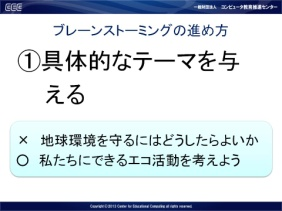 CEC
一般財団法人 コンピュータ教育推進センター
ブレーンストーミングの進め方
①具体的なテーマを与
える
× 地球環境を守るにはどうしたらよいか
○ 私たちにできるエコ活動を考えよう
Copyright ©2013 Center for Educational Computing all rights reserved.